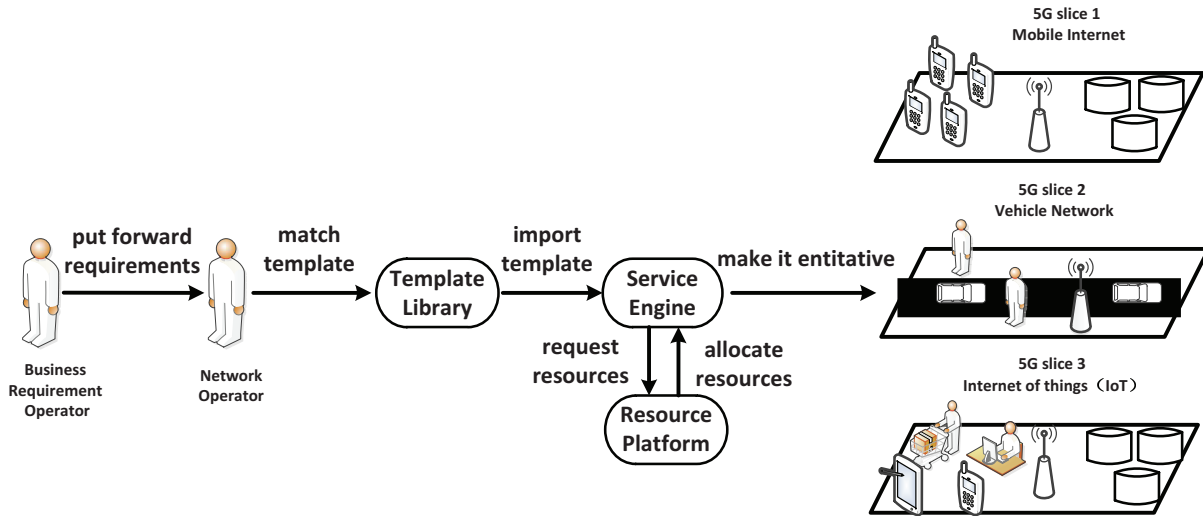 5G slice 1
Mobile Internet
5G slice 2
Vehicle Network
put forward
requirements
match
template
import
template
make it entitative
Template
Library
Service
Engine
request
resources
allocate
resources
Business
Requirement
Operator
Network
Operator
5G slice 3
Internet of things（IoT）
Resource
Platform